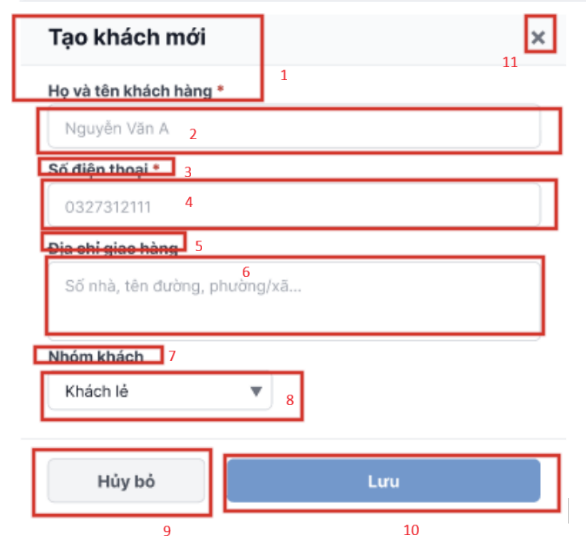 Tạo khách mới
×
11
1
Họ và tên khách hàng *
Nguyễn Văn A
2
Số điện thoại *
3
0327312111
4
Địa chỉ giao hàng
5
6
Số nhà, tên đường, phường/xã...
Nhóm khách
7
Khách lẻ
8
Hủy bỏ
Lưu
9
10